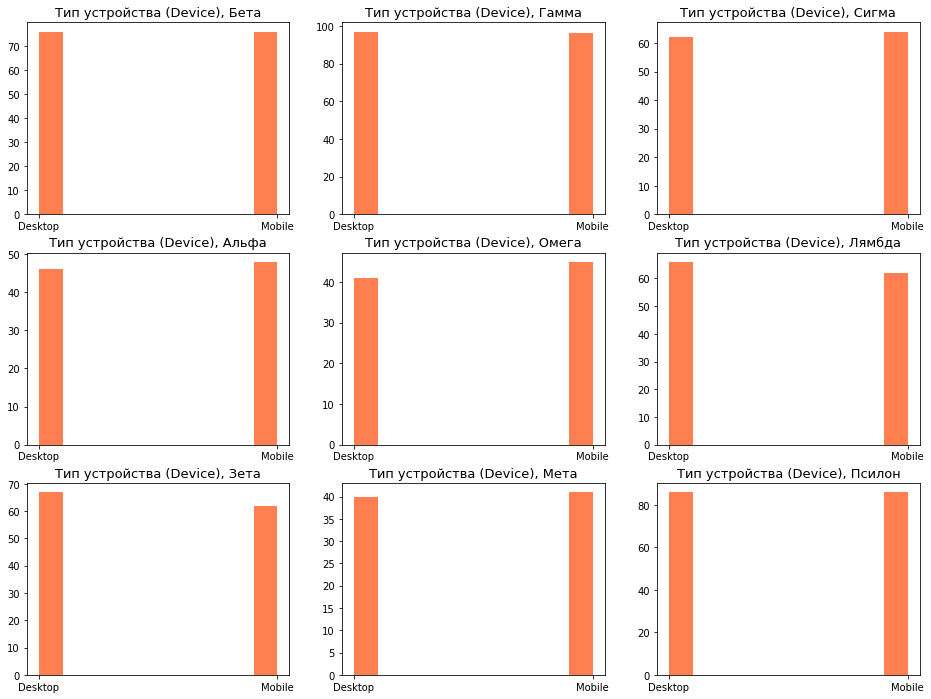 Тип устройства (Device), Бета
70
60
50
40
30
20
10
0
Desktop
Mobile
Тип устройства (Device), Гамма
100
80
60
40
20
0
Desktop
Mobile
Тип устройства (Device), Сигма
60
50
40
30
20
10
0
Desktop
Mobile
Тип устройства (Device), Альфа
50
40
30
20
10
0
Desktop
Mobile
Тип устройства (Device), Омега
40
30
20
10
0
Desktop
Mobile
Тип устройства (Device), Лямбда
60
50
40
30
20
10
0
Desktop
Mobile
Тип устройства (Device), Зета
70
60
50
40
30
20
10
0
Desktop
Mobile
Тип устройства (Device), Мета
40
35
30
25
20
15
10
5
0
Desktop
Mobile
Тип устройства (Device), Псилон
80
60
40
20
0
Desktop
Mobile